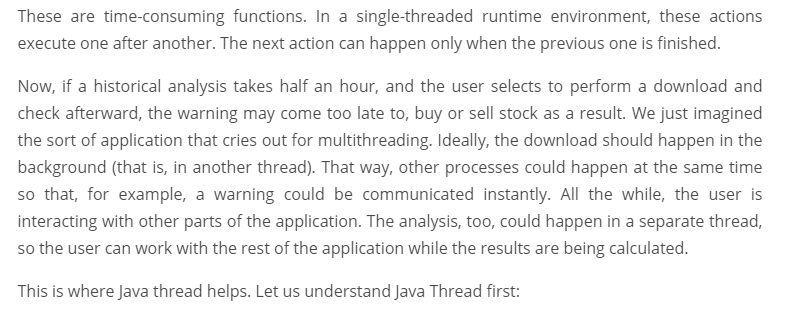 These are time-consuming functions. In a single-threaded runtime environment, these actions
execute one after another. The next action can happen only when the previous one is finished.
Now, if a historical analysis takes half an hour, and the user selects to perform a download and
check afterward, the warning may come too late to, buy or sell stock as a result. We just imagined
the sort of application that cries out for multithreading. Ideally, the download should happen in the
background (that is, in another thread). That way, other processes could happen at the same time
so that, for example, a warning could be communicated instantly. All the while, the user is
interacting with other parts of the application. The analysis, too, could happen in a separate thread,
so the user can work with the rest of the application while the results are being calculated.
This is where Java thread helps. Let us understand Java Thread first: